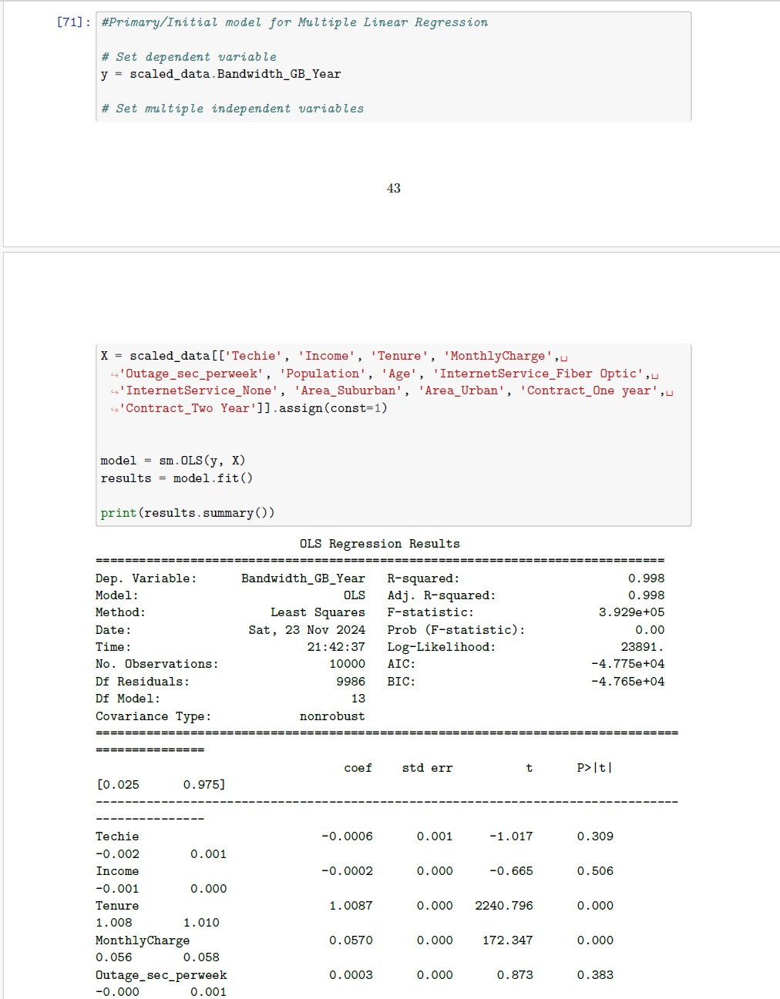 [71]: #Primary/Initial model for Multiple Linear Regression
# Set dependent variable
y = scaled_data.Bandwidth_GB_Year
# Set multiple independent variables
43
X = scaled_data[['Techie', 'Income', 'Tenure', 'MonthlyCharge',␣
↪'Outage_sec_perweek', 'Population', 'Age', 'InternetService_Fiber Optic',␣
↪'InternetService_None', 'Area_Suburban', 'Area_Urban', 'Contract_One year',␣
↪'Contract_Two Year']].assign(const=1)
model = sm.OLS(y, X)
results = model.fit()
print(results.summary())
OLS Regression Results
==============================================================================
Dep. Variable: Bandwidth_GB_Year R-squared: 0.998
Model: OLS Adj. R-squared: 0.998
Method: Least Squares F-statistic: 3.929e+05
Date: Sat, 23 Nov 2024 Prob (F-statistic): 0.00
Time: 21:42:37 Log-Likelihood: 23891.
No. Observations: 10000 AIC: -4.775e+04
Df Residuals: 9986 BIC: -4.765e+04
Df Model: 13
Covariance Type: nonrobust
================================================================================
===============
coef std err t P>|t|
[0.025 0.975]
--------------------------------------------------------------------------------
---------------
Techie -0.0006 0.001 -1.017 0.309
-0.002 0.001
Income -0.0002 0.000 -0.665 0.506
-0.001 0.000
Tenure 1.0087 0.000 2240.796 0.000
1.008 1.010
MonthlyCharge 0.0570 0.000 172.347 0.000
0.056 0.058
Outage_sec_perweek 0.0003 0.000 0.873 0.383
-0.000 0.001